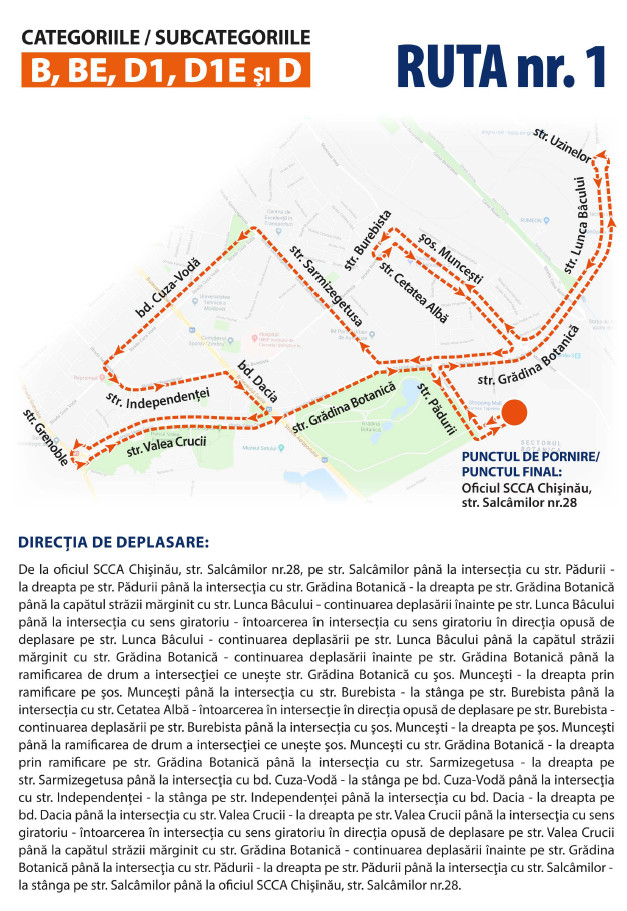 CATEGORIILE / SUBCATEGORIILE
B, BE, D1, D1E și D
RUTA nr. 1
str. Uzinelor
str. Lunca Bâcului
str. Burebista
șos. Muncești
str. Cetatea Albă
bd. Cuza-Vodă
str. Sarmizegetusa
str. Grădina Botanică
bd. Dacia
str. Independenței
str. Grădina Botanică
str. Pădurii
str. Grenoble
str. Valea Crucii
PUNCTUL DE PORNIRE/
PUNCTUL FINAL:
Oficiul SCCA Chișinău,
str. Salcâmilor nr.28
DIRECȚIA DE DEPLASARE:
De la oficiul SCCA Chișinău, str. Salcâmilor nr.28, pe str. Salcâmilor până la intersecția cu str. Pădurii -
la dreapta pe str. Pădurii până la intersecția cu str. Grădina Botanică - la dreapta pe str. Grădina Botanică
până la capătul străzii mărginit cu str. Lunca Bâcului - continuarea deplasării înainte pe str. Lunca Bâcului
până la intersecția cu sens giratoriu - întoarcerea în intersecția cu sens giratoriu în direcția opusă de
deplasare pe str. Lunca Bâcului - continuarea deplasării pe str. Lunca Bâcului până la capătul străzii
mărginit cu str. Grădina Botanică - continuarea deplasării înainte pe str. Grădina Botanică până la
ramificarea de drum a intersecției ce unește str. Grădina Botanică cu șos. Muncești - la dreapta prin
ramificare pe șos. Muncești până la intersecția cu str. Burebista - la stânga pe str. Burebista până la
intersecția cu str. Cetatea Albă - întoarcerea în intersecție în direcția opusă de deplasare pe str. Burebista -
continuarea deplasării pe str. Burebista până la intersecția cu șos. Muncești - la dreapta pe șos. Muncești
până la ramificarea de drum a intersecției ce unește șos. Muncești cu str. Grădina Botanică - la dreapta
prin ramificare pe str. Grădina Botanică până la intersecția cu str. Sarmizegetusa - la dreapta pe
str. Sarmizegetusa până la intersecția cu bd. Cuza-Vodă - la stânga pe bd. Cuza-Vodă până la intersecția
cu str. Independenței - la stânga pe str. Independenței până la intersecția cu bd. Dacia - la dreapta pe
bd. Dacia până la intersecția cu str. Valea Crucii - la dreapta pe str. Valea Crucii până la intersecția cu sens
giratoriu - întoarcerea în intersecția cu sens giratoriu în direcția opusă de deplasare pe str. Valea Crucii
până la capătul străzii mărginit cu str. Grădina Botanică - continuarea deplasării înainte pe str. Grădina
Botanică până la intersecția cu str. Pădurii - la dreapta pe str. Pădurii până la intersecția cu str. Salcâmilor -
la stânga pe str. Salcâmilor până la oficiul SCCA Chișinău, str. Salcâmilor nr.28.